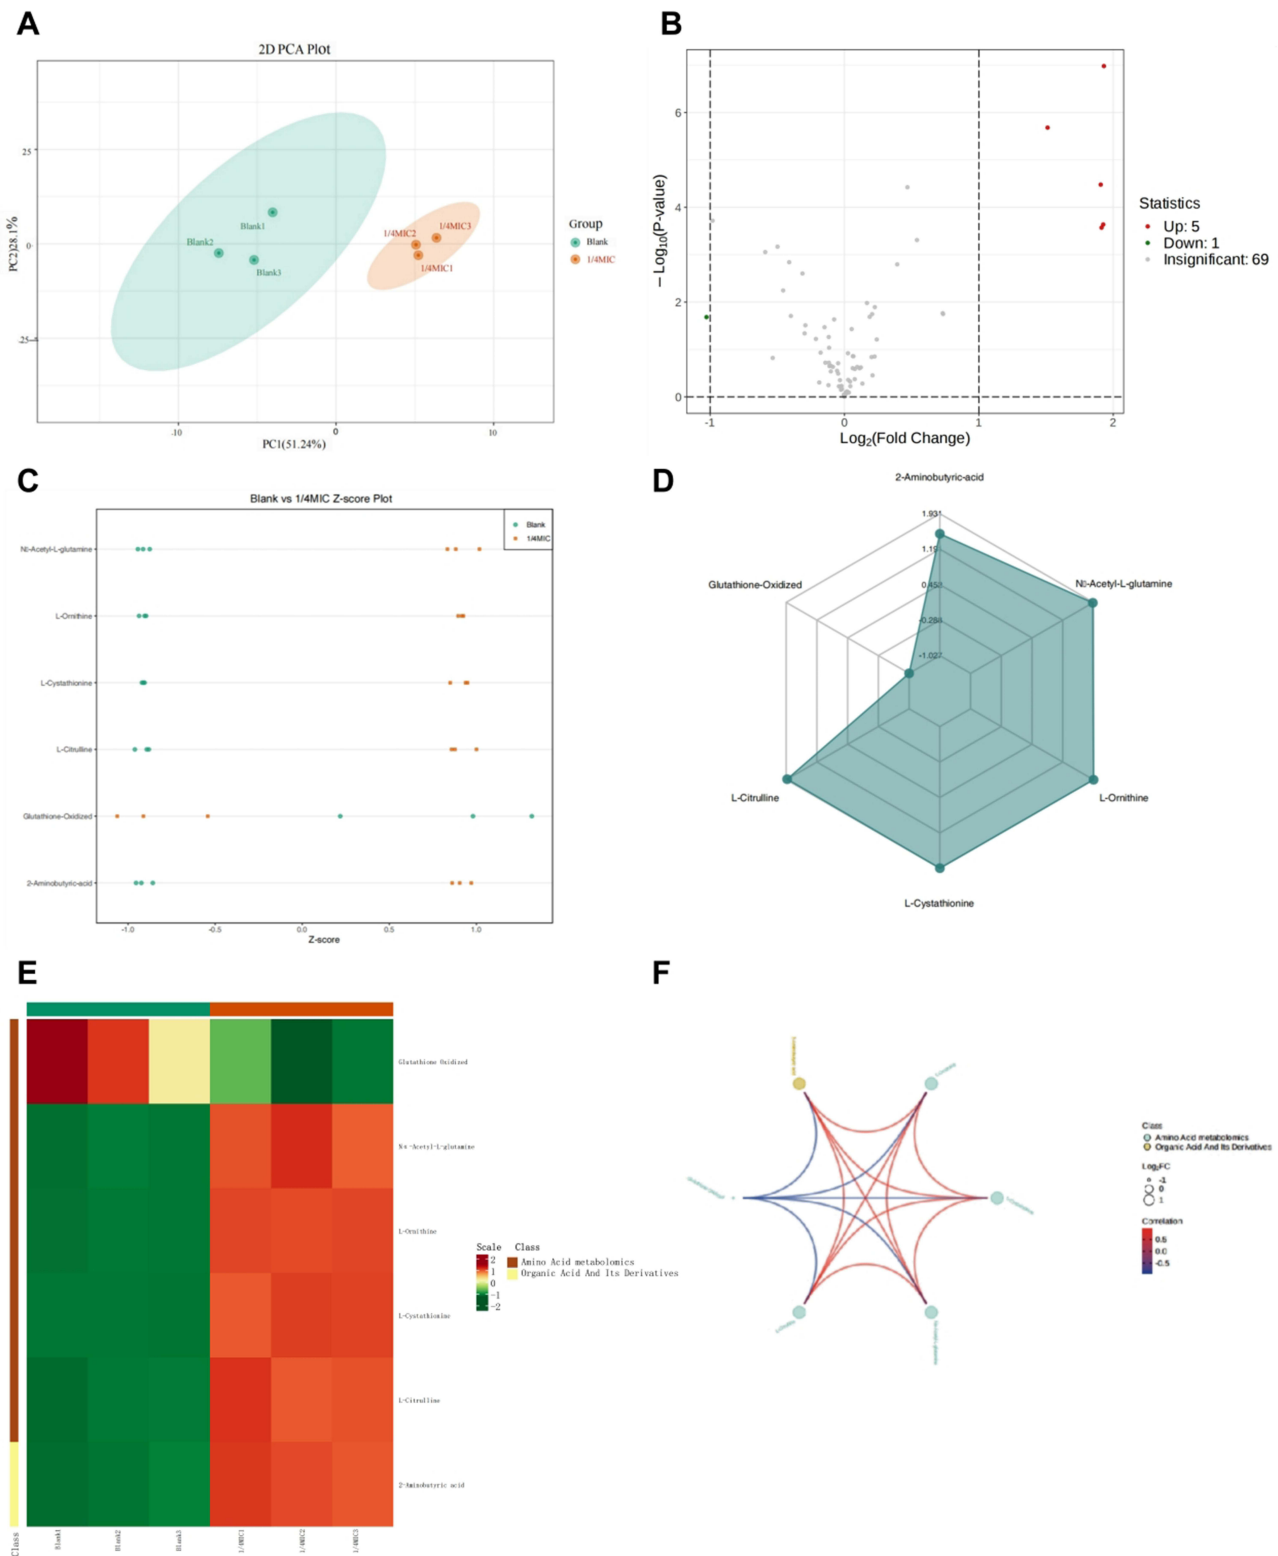 A
2D PCA Plot
25
0
-25
-10
0
10
PC2)28.1%
PC1(51.24%)
Blank1
Blank2
Blank3
1/4MIC2
1/4MIC3
1/4MIC1
Group
Blank
1/4MIC
B
6
4
2
0
-1
0
1
2
– Log10(P-value)
Log2(Fold Change)
Statistics
Up: 5
Down: 1
Insignificant: 69
C
Blank vs 1/4MIC Z-score Plot
Blank
1/4MIC
N▯-Acetyl-L-glutamine
L-Ornithine
L-Cystathionine
L-Citrulline
Glutathione-Oxidized
2-Aminobutyric-acid
-1.0
-0.5
0.0
0.5
1.0
Z-score
D
2-Aminobutyric-acid
1.931
1.19
0.453
-0.286
-1.027
Glutathione-Oxidized
N▯-Acetyl-L-glutamine
L-Citrulline
L-Ornithine
L-Cystathionine
E
Glutathione Oxidized
-Acetyl-L-glutamine
L-Ornithine
L-Cystathionine
L-Citrulline
2-Aminobutyric acid
Class
Blank1
Blank2
Blank3
1/4MIC1
1/4MIC2
1/4MIC3
Scale
2
1
0
-1
-2
Class
Amino Acid metabolomics
Organic Acid And Its Derivatives
F
Class
Amino Acid metabolomics
Organic Acid And Its Derivatives
Log2FC
-1
0
1
Correlation
0.5
0.0
-0.5